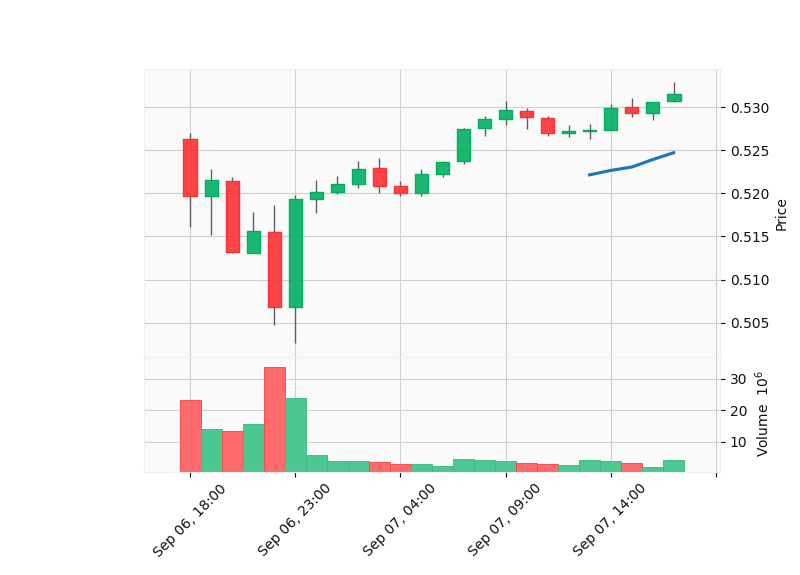 0.530
0.525
0.520
0.515
0.510
0.505
Price
30
20
10
Volume 10^6
Sep 06, 18:00
Sep 06, 23:00
Sep 07, 04:00
Sep 07, 09:00
Sep 07, 14:00